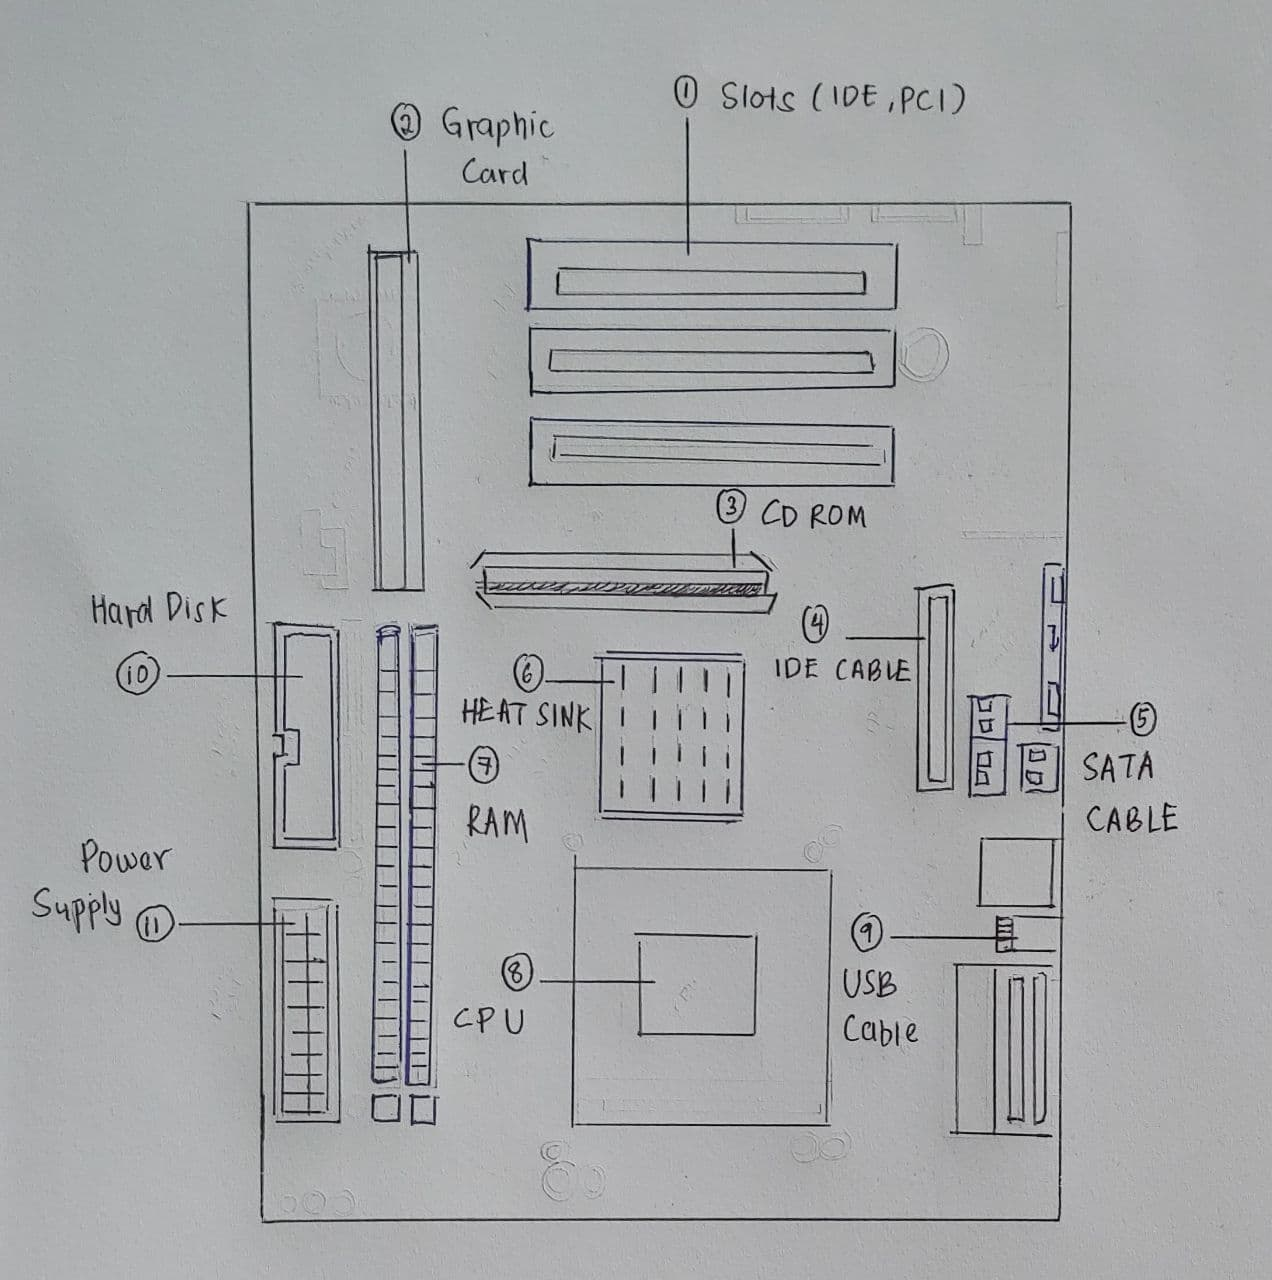 ① Slots (IDE, PCI)
② Graphic
Card
③ CD ROM
Hard Disk
⑩
④
IDE CABLE
⑥
HEAT SINK
⑤
SATA
CABLE
⑦
RAM
Power
Supply ⑪
⑧
CPU
⑨
USB
Cable